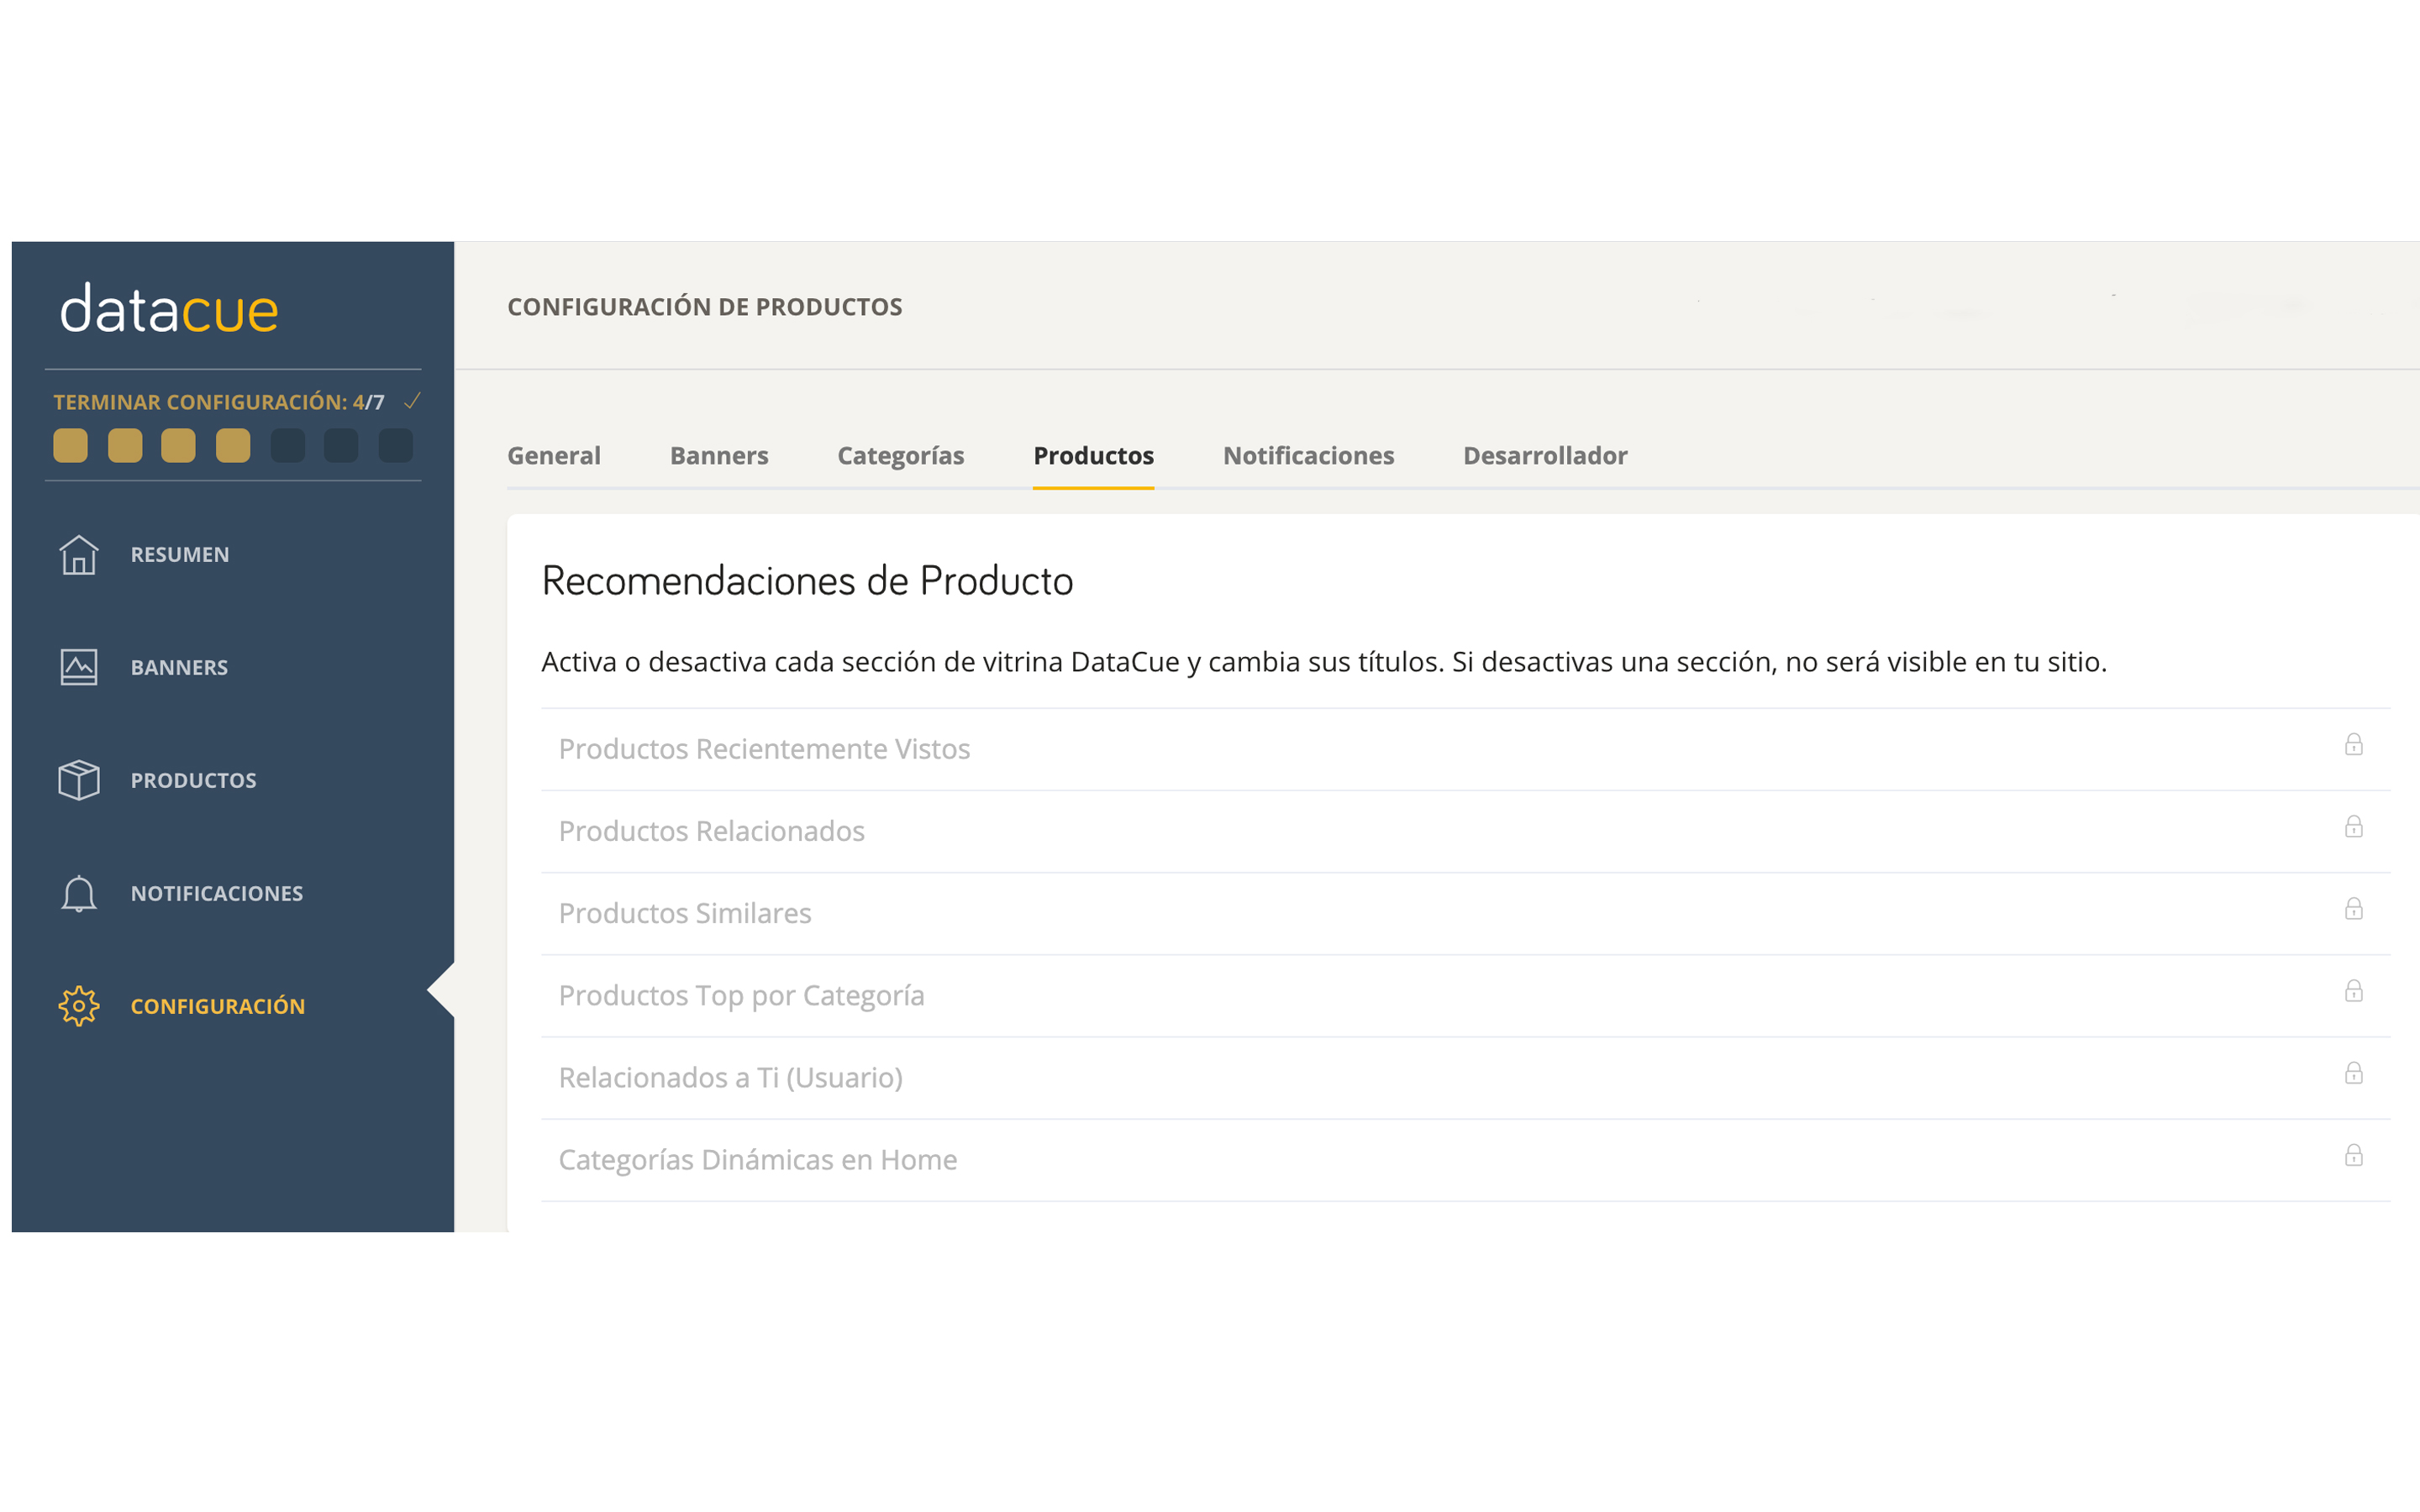 datacue
TERMINAR CONFIGURACIÓN: 4/7
RESUMEN
BANNERS
PRODUCTOS
NOTIFICACIONES
CONFIGURACIÓN
CONFIGURACIÓN DE PRODUCTOS
General Banners Categorías Productos Notificaciones Desarrollador
Recomendaciones de Producto
Activa o desactiva cada sección de vitrina DataCue y cambia sus títulos. Si desactivas una sección, no será visible en tu sitio.
Productos Recientemente Vistos
Productos Relacionados
Productos Similares
Productos Top por Categoría
Relacionados a Ti (Usuario)
Categorías Dinámicas en Home